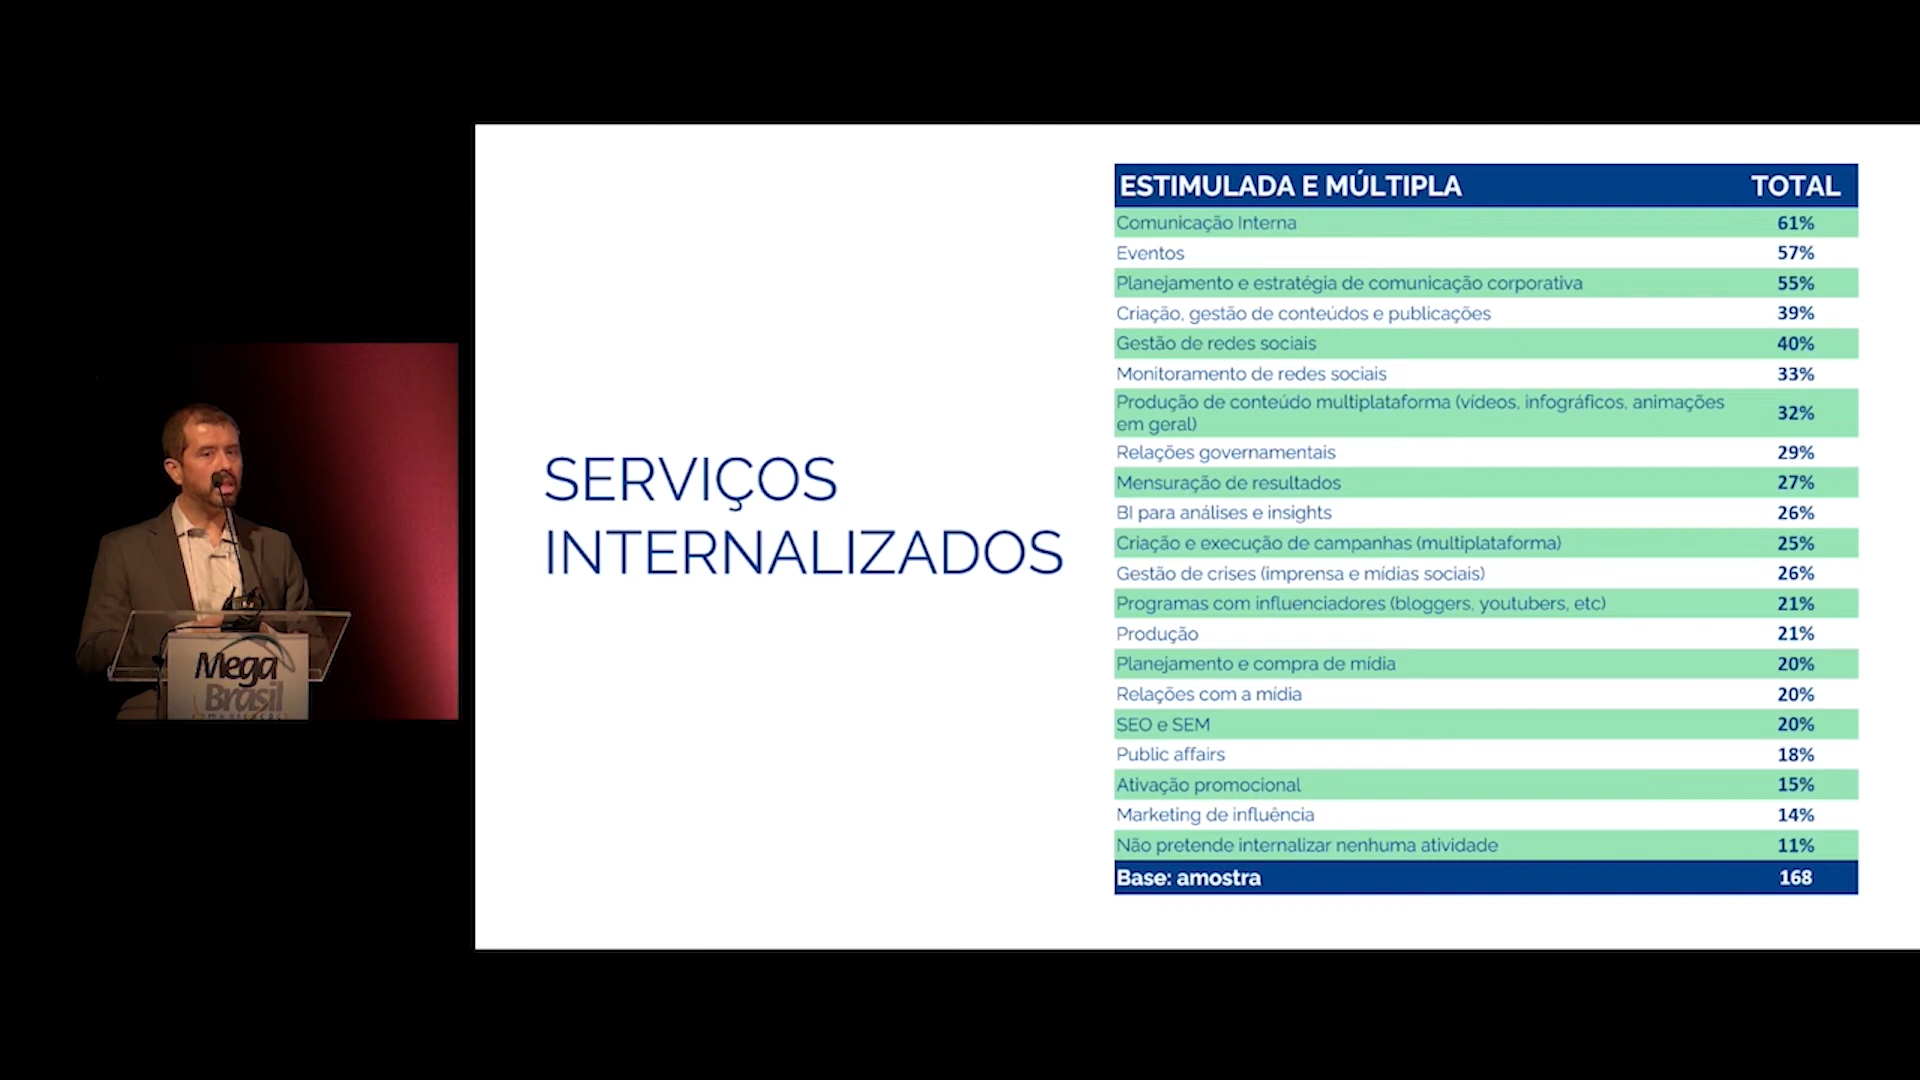 SERVIÇOS
INTERNALIZADOS
ESTIMULADA E MÚLTIPLA TOTAL
Comunicação Interna 61%
Eventos 57%
Planejamento e estratégia de comunicação corporativa 55%
Criação, gestão de conteúdos e publicações 39%
Gestão de redes sociais 40%
Monitoramento de redes sociais 33%
Produção de conteúdo multiplataforma (vídeos, infográficos, animações
em geral) 32%
Relações governamentais 29%
Mensuração de resultados 27%
BI para análises e insights 26%
Criação e execução de campanhas (multiplataforma) 25%
Gestão de crises (imprensa e mídias sociais) 26%
Programas com influenciadores (bloggers, youtubers, etc) 21%
Produção 21%
Planejamento e compra de mídia 20%
Relações com a mídia 20%
SEO e SEM 20%
Public affairs 18%
Ativação promocional 15%
Marketing de influência 14%
Não pretende internalizar nenhuma atividade 11%
Base: amostra 168
Mega
Brasil